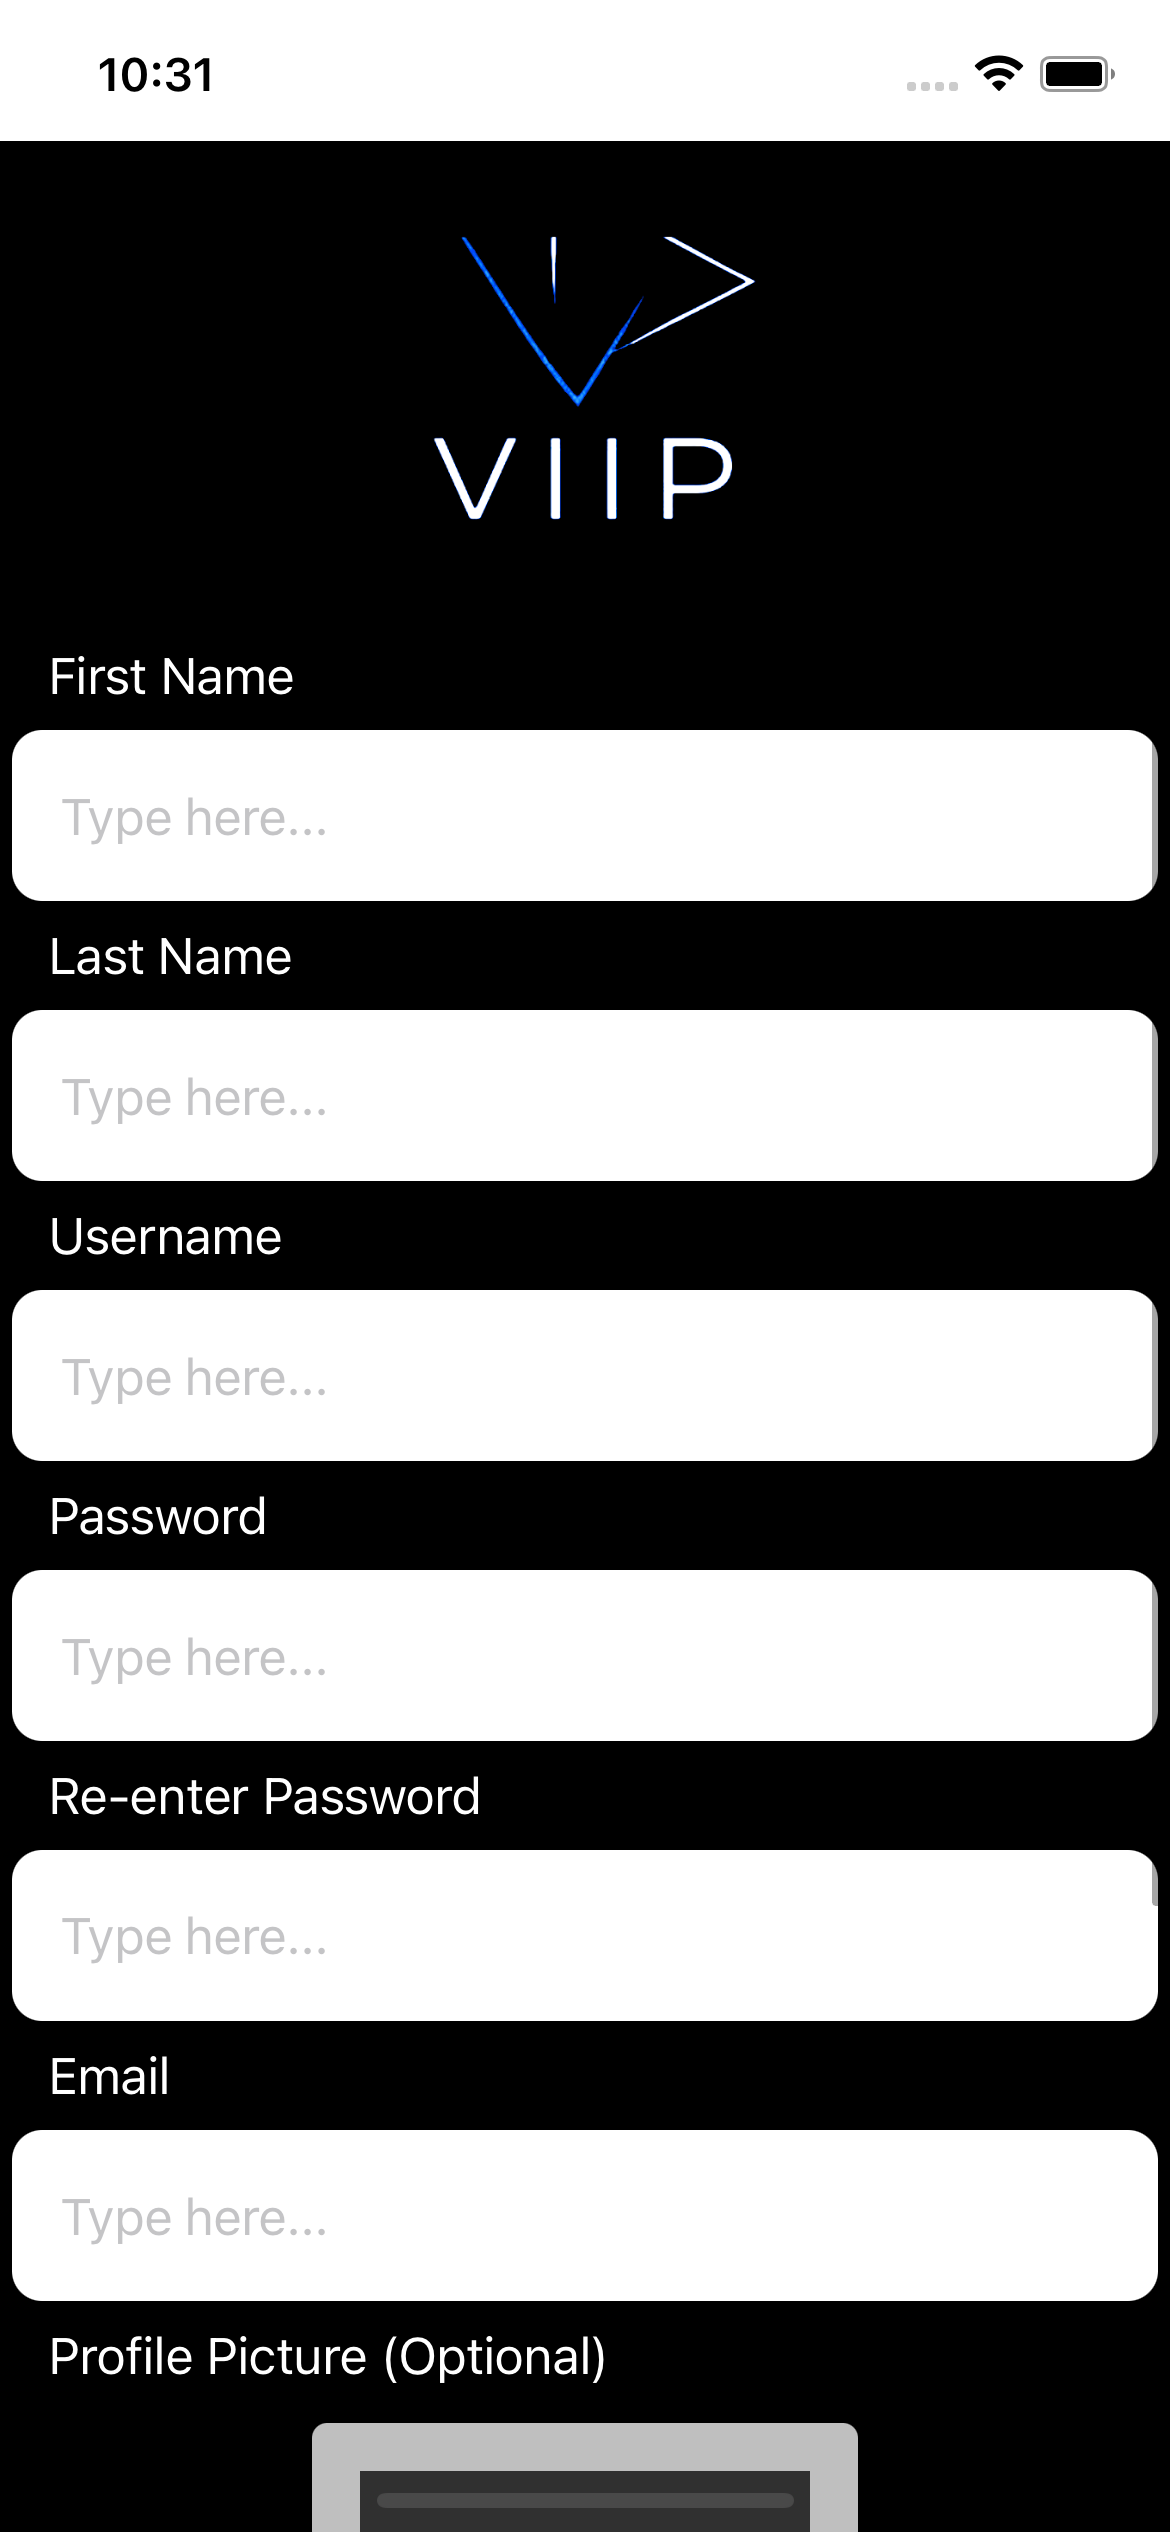 10:31
VIIP
First Name
Type here...
Last Name
Type here...
Username
Type here...
Password
Type here...
Re-enter Password
Type here...
Email
Type here...
Profile Picture (Optional)